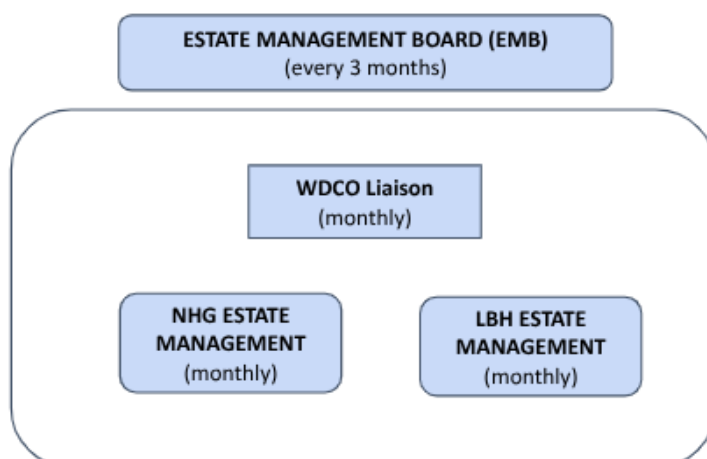 ESTATE MANAGEMENT BOARD (EMB)
(every 3 months)
WDCO Liaison
(monthly)
NHG ESTATE
MANAGEMENT
(monthly)
LBH ESTATE
MANAGEMENT
(monthly)